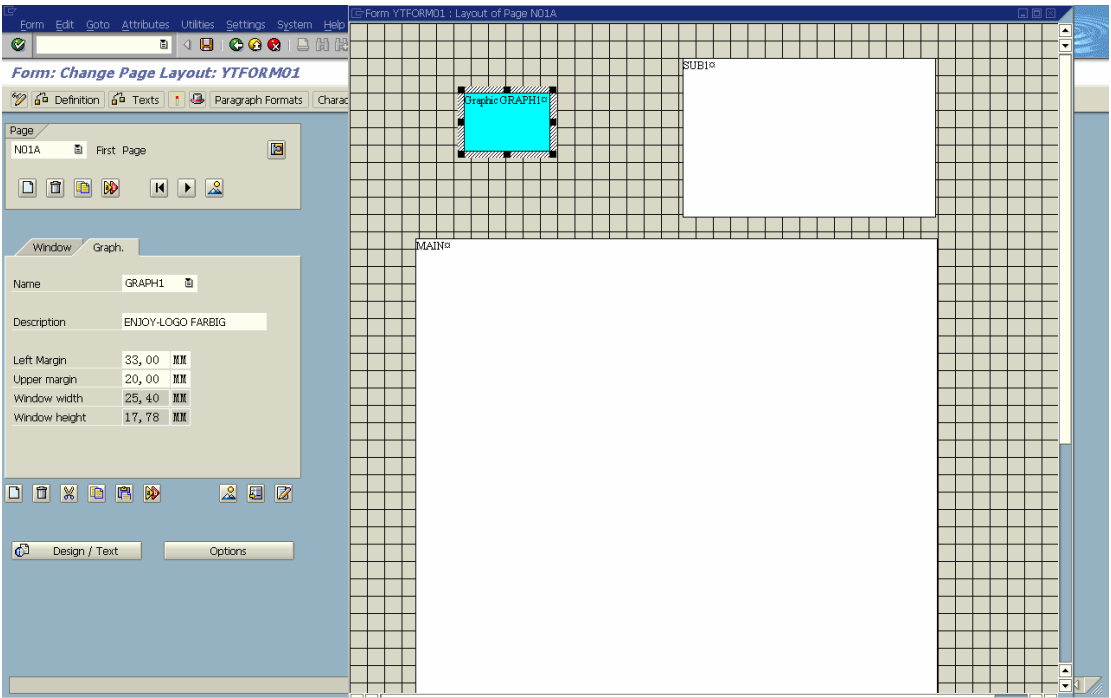 Form Edit Goto Attributes Utilities Settings System Help
Form: Change Page Layout: YTFORM01
Definition Texts Paragraph Formats Charac
Page
N01A First Page
Window Graph.
Name GRAPH1
Description ENJOY-LOGO FARBIG
Left Margin 33,00 MM
Upper margin 20,00 MM
Window width 25,40 MM
Window height 17,78 MM
Design / Text Options
Form YTFORM01 : Layout of Page N01A
SUB1¤
Graphic GRAPH1¤
MAIN¤